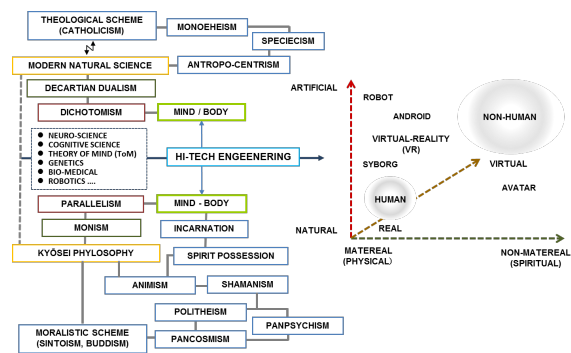 THEOLOGICAL SCHEME
(CATHOLICISM)
MONOEHEISM
SPECIECISM
MODERN NATURAL SCIENCE
ANTROPO-CENTRISM
DECARTIAN DUALISM
DICHOTOMISM
MIND / BODY
NEURO-SCIENCE
COGNITIVE SCIENCE
THEORY OF MIND (ToM)
GENETICS
BIO-MEDICAL
ROBOTICS ....
HI-TECH ENGEENERING
PARALLELISM
MIND - BODY
MONISM
INCARNATION
KYŌSEI PHYLOSOPHY
SPIRIT POSSESSION
ANIMISM
SHAMANISM
POLITHEISM
PANPSYCHISM
MORALISTIC SCHEME
(SINTOISM, BUDDISM)
PANCOSMISM
ARTIFICIAL
ROBOT
ANDROID
NON-HUMAN
VIRTUAL-REALITY
(VR)
SYBORG
VIRTUAL
AVATAR
HUMAN
NATURAL
REAL
MATEREAL
(PHYSICAL)
NON-MATEREAL
(SPIRITUAL)